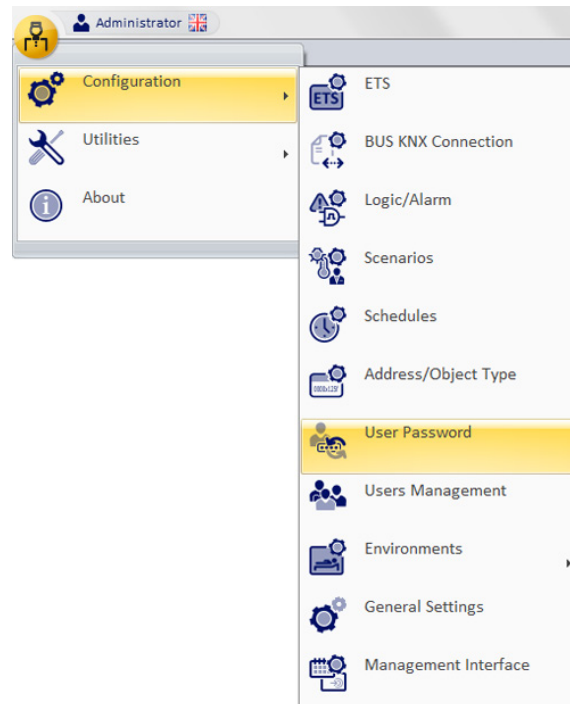 Administrator
Configuration
Utilities
About
ETS
ETS
BUS KNX Connection
Logic/Alarm
Scenarios
Schedules
Address/Object Type
User Password
Users Management
Environments
General Settings
Management Interface